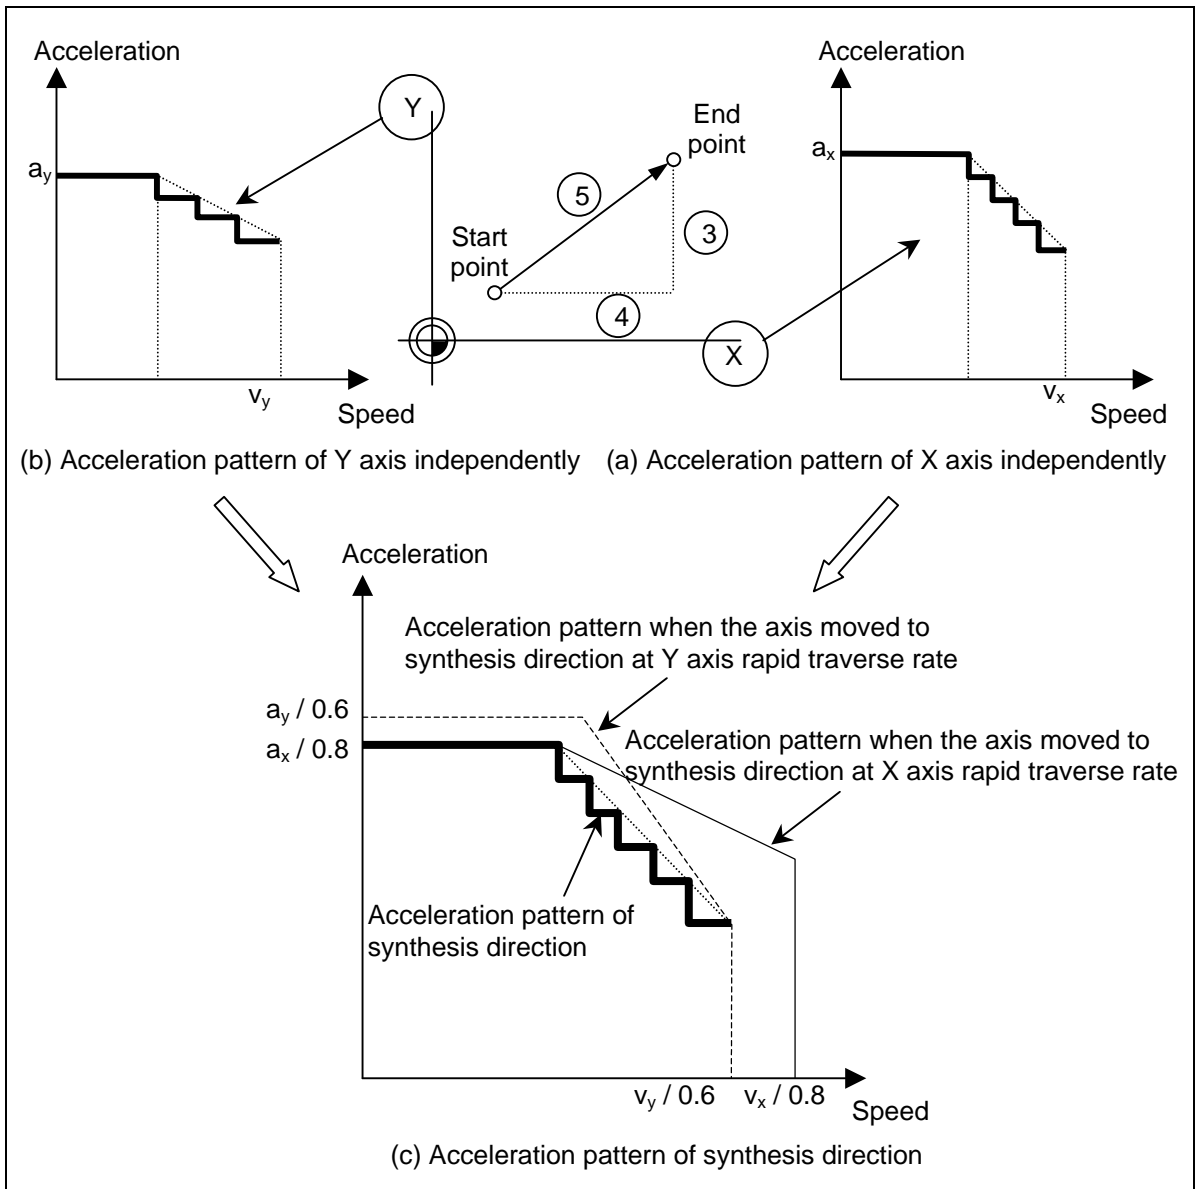 Acceleration
a_y
v_y
Speed
Y
Start
point
End
point
5
3
4
X
Acceleration
a_x
v_x
Speed
(b) Acceleration pattern of Y axis independently
(a) Acceleration pattern of X axis independently
Acceleration
Acceleration pattern when the axis moved to
synthesis direction at Y axis rapid traverse rate
a_y / 0.6
a_x / 0.8
Acceleration pattern when the axis moved to
synthesis direction at X axis rapid traverse rate
Acceleration pattern of
synthesis direction
v_y / 0.6
v_x / 0.8
Speed
(c) Acceleration pattern of synthesis direction